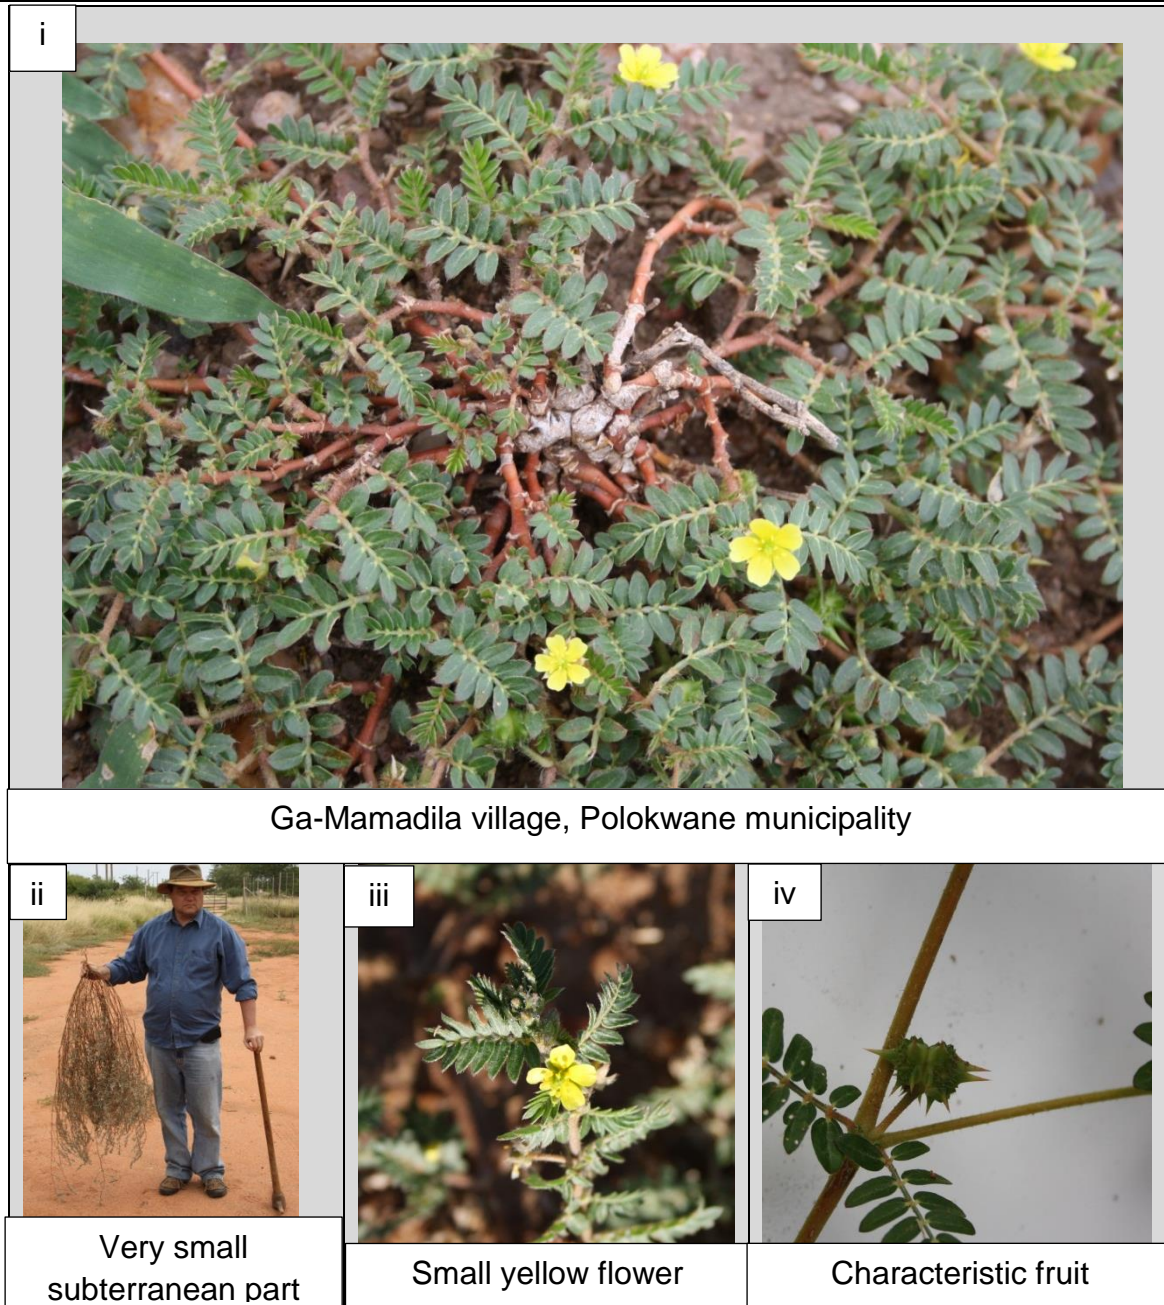 i
Ga-Mamadila village, Polokwane municipality
ii
iii
iv
Very small
subterranean part
Small yellow flower
Characteristic fruit